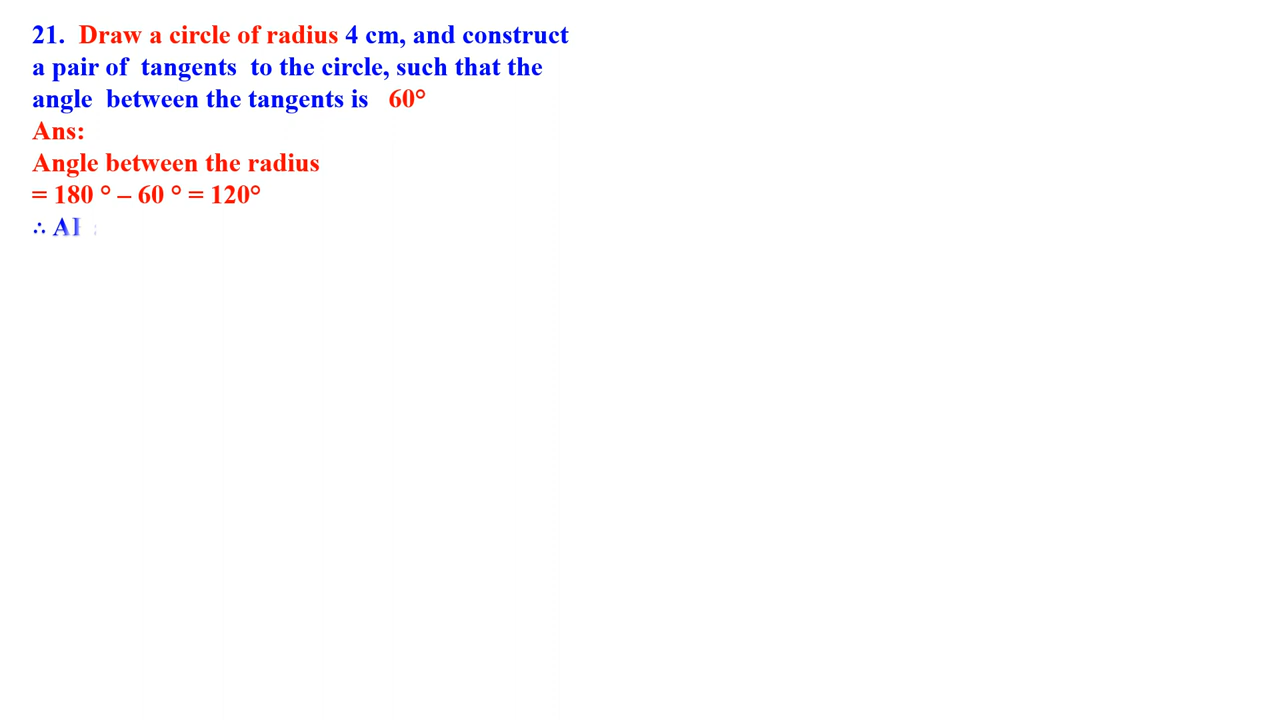 21. Draw a circle of radius 4 cm, and construct
a pair of tangents to the circle, such that the
angle between the tangents is 60°
Ans:
Angle between the radius
= 180 ° – 60 ° = 120°
∴